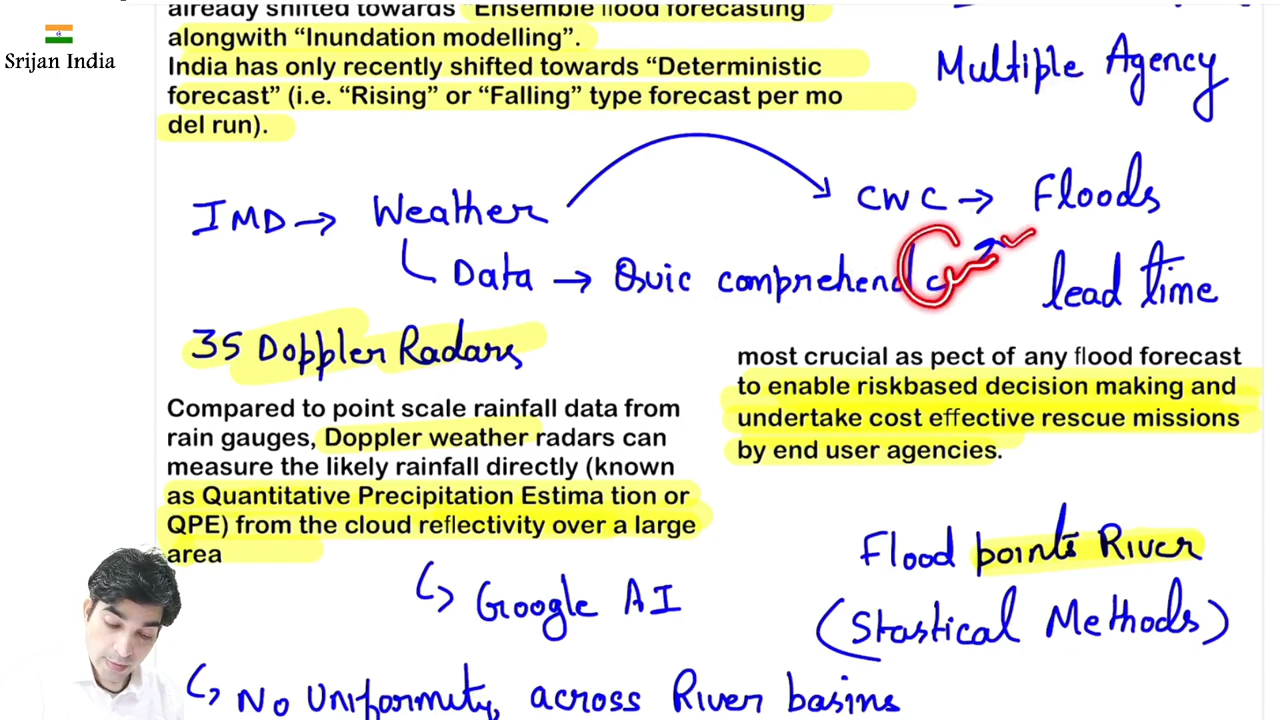 already shifted towards "Ensemble flood forecasting"
alongwith "Inundation modelling".
India has only recently shifted towards "Deterministic
forecast" (i.e. "Rising" or "Falling" type forecast per mo
del run).
Srijan India
Multiple Agency
IMD → Weather
CWC → Floods
Data → Quic comprehend
lead time
35 Doppler Radars
Compared to point scale rainfall data from
rain gauges, Doppler weather radars can
measure the likely rainfall directly (known
as Quantitative Precipitation Estima tion or
QPE) from the cloud reflectivity over a large
area
most crucial as pect of any flood forecast
to enable riskbased decision making and
undertake cost effective rescue missions
by end user agencies.
Google AI
Flood points River
(Stastical Methods)
No Uniformity, across River basins